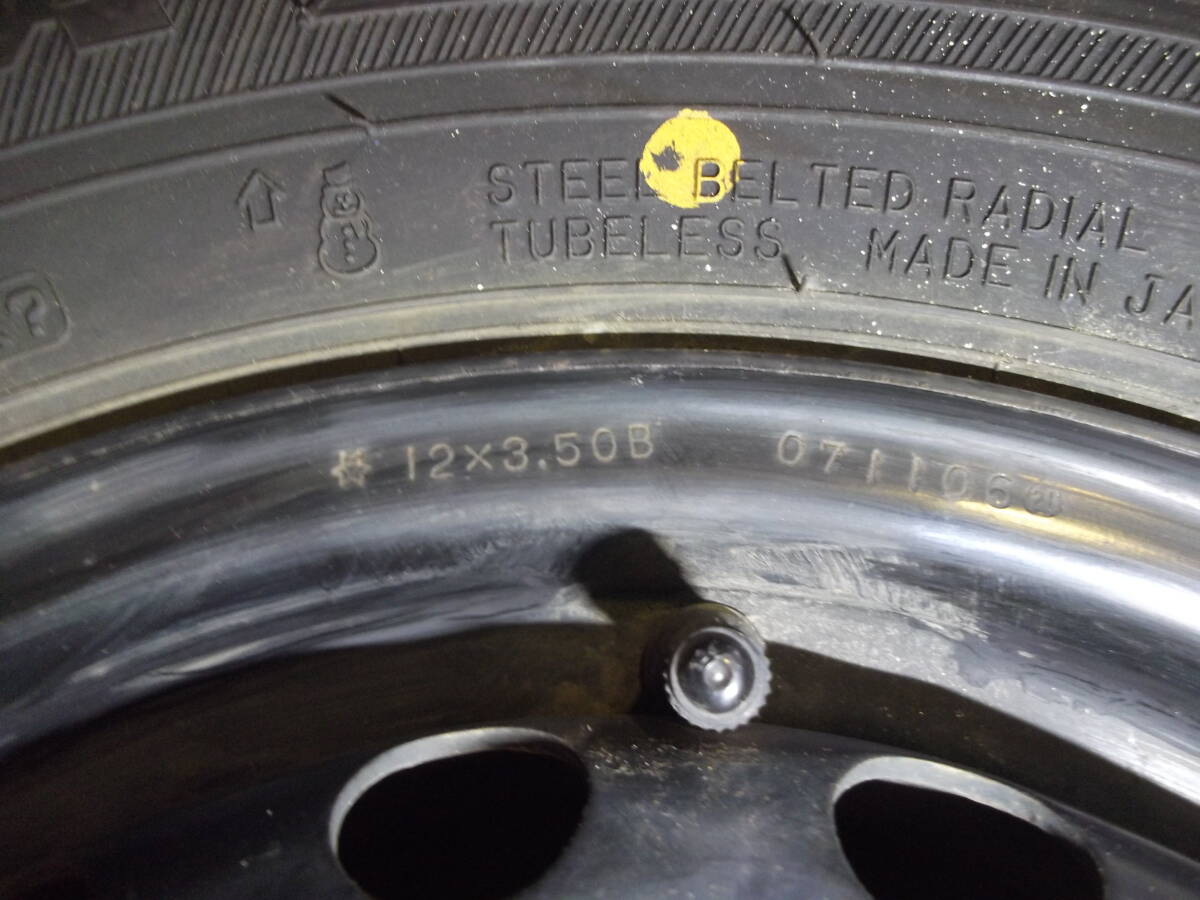 STEEL BELTED RADIAL
TUBELESS MADE IN JA
12×3.50B 071106